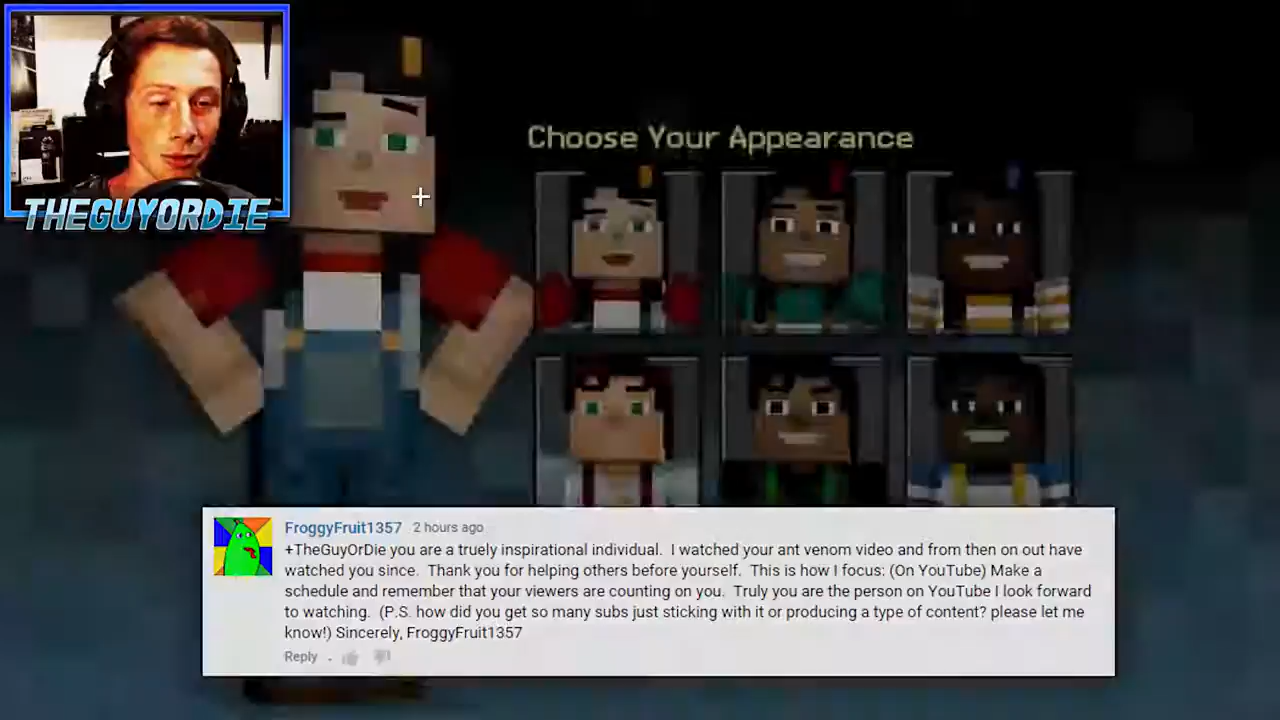 Choose Your Appearance
THEGUYORDIE
FroggyFruit1357 2 hours ago
+TheGuyOrDie you are a truely inspirational individual. I watched your ant venom video and from then on out have
watched you since. Thank you for helping others before yourself. This is how I focus: (On YouTube) Make a
schedule and remember that your viewers are counting on you. Truly you are the person on YouTube I look forward
to watching. (P.S. how did you get so many subs just sticking with it or producing a type of content? please let me
know!) Sincerely, FroggyFruit1357
Reply